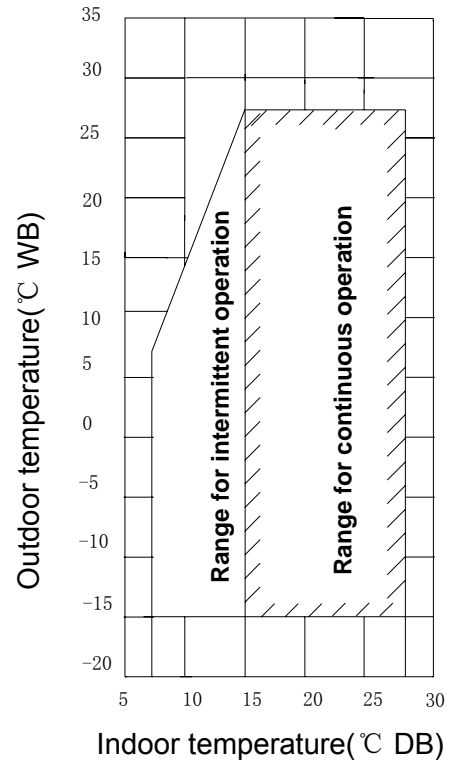 35
30
25
20
15
10
5
0
-5
-10
-15
-20
5 10 15 20 25 30
Outdoor temperature(℃ WB)
Range for intermittent operation
Range for continuous operation
Indoor temperature(℃ DB)